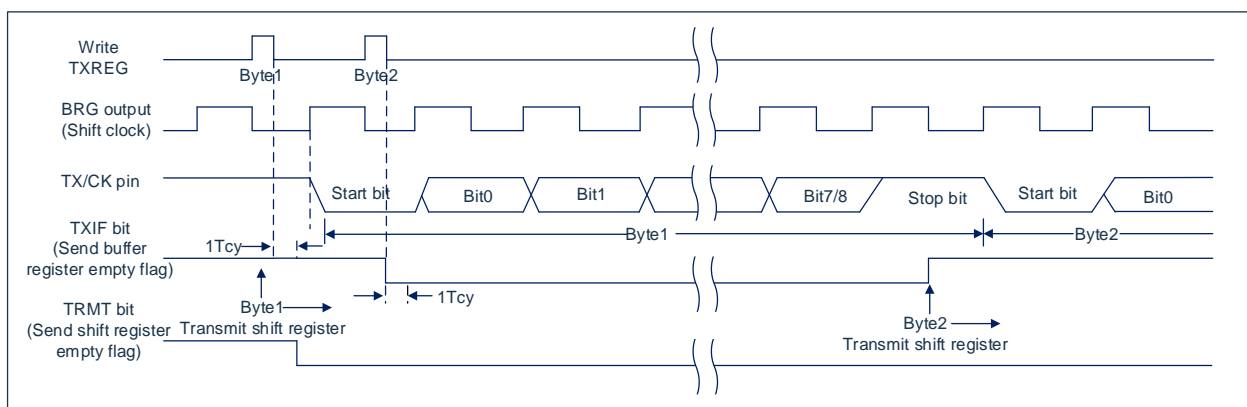 Write
TXREG
Byte1
Byte2
BRG output
(Shift clock)
TX/CK pin
Start bit
Bit0
Bit1
Bit7/8
Stop bit
Start bit
Bit0
TXIF bit
(Send buffer
register empty flag)
1Tcy
Byte1
Byte2
1Tcy
Byte1
Transmit shift register
Byte2
Transmit shift register
TRMT bit
(Send shift register
empty flag)